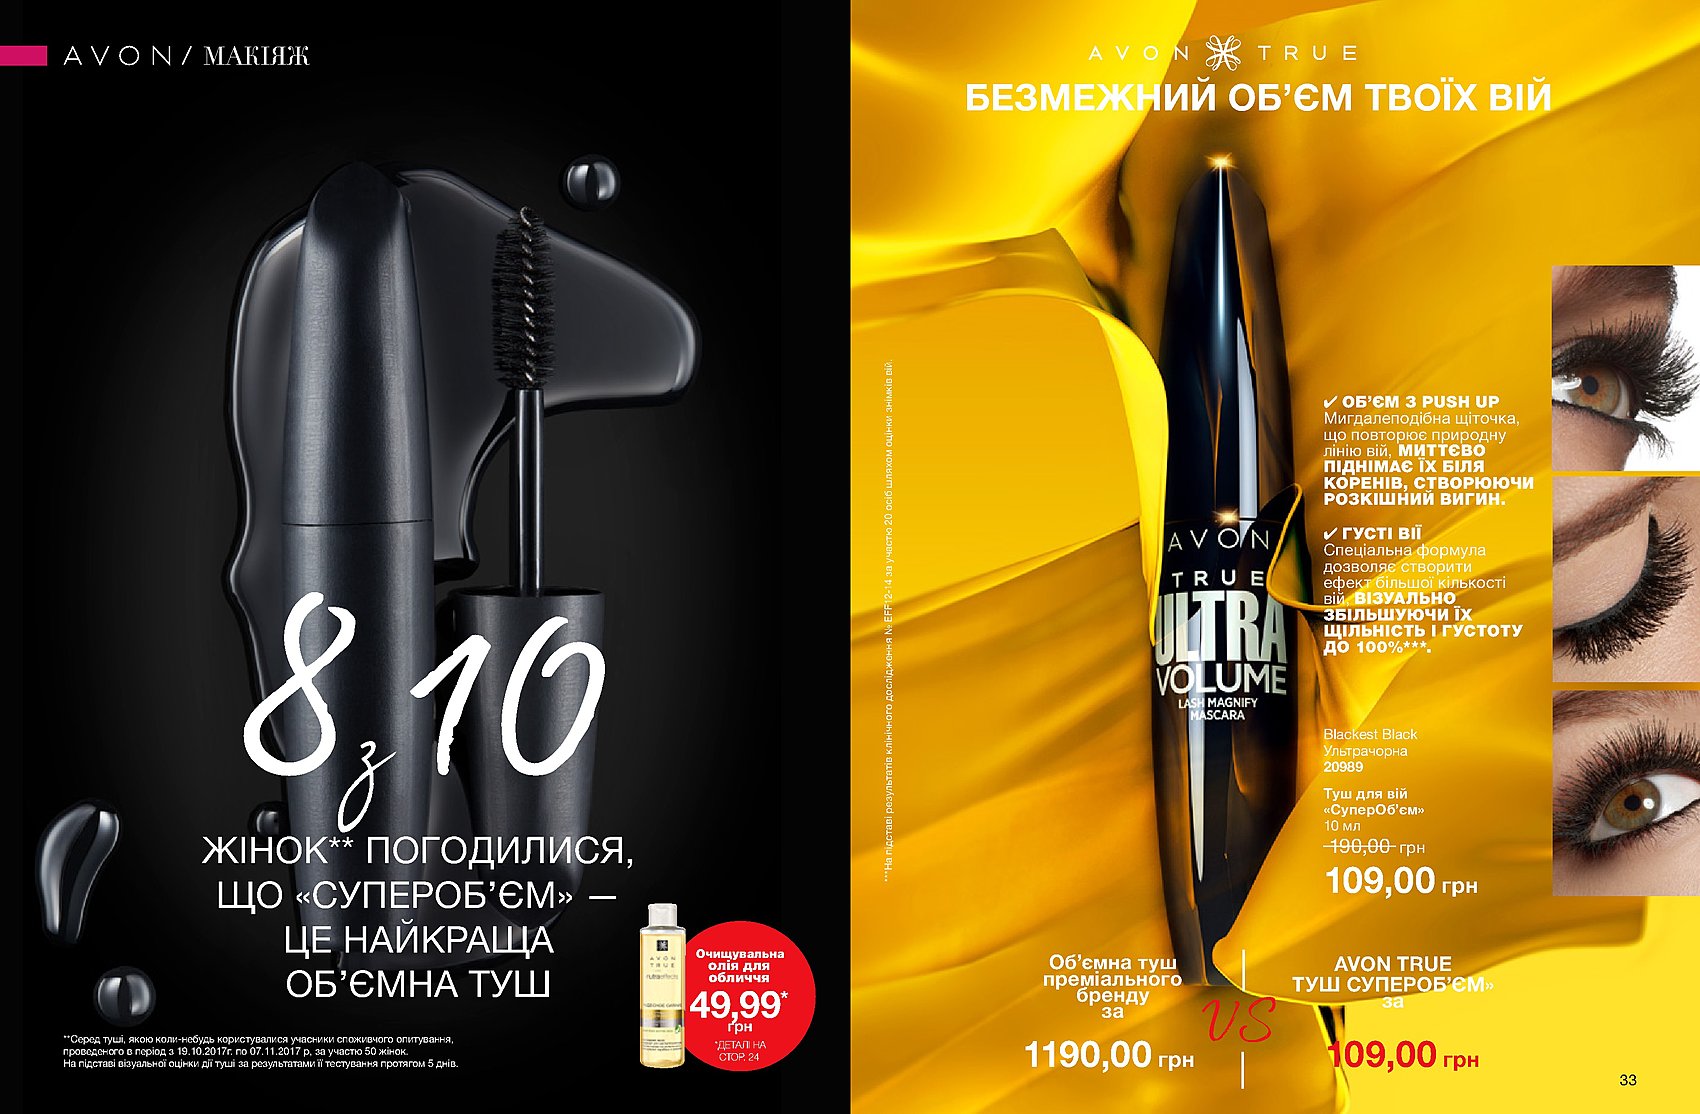 AVON / МАКІЯЖ
8 з 10
ЖІНОК** ПОГОДИЛИСЯ,
ЩО «СУПЕРОБ’ЄМ» —
ЦЕ НАЙКРАЩА
ОБ’ЄМНА ТУШ
**Серед туші, якою коли-небудь користувалися учасники споживчого опитування,
проведеного в період з 19.10.2017г. по 07.11.2017 р, за участю 50 жінок.
На підставі візуальної оцінки дії туші за результатами її тестування протягом 5 днів.
AVON
TRUE
nutraeffects
Очищувальна
олія для
обличчя
49,99*
грн
*ДЕТАЛІ НА
СТОР. 24
AVON TRUE
БЕЗМЕЖНИЙ ОБ’ЄМ ТВОЇХ ВІЙ
***На підставі результатів клінічного дослідження № EFF12-14 за участю 20 осіб шляхом оцінки знімків вій.
AVON
TRUE
ULTRA
VOLUME
LASH MAGNIFY
MASCARA
✔ ОБ’ЄМ З PUSH UP
Мигдалеподібна щіточка,
що повторює природну
лінію вій, МИТТЄВО
ПІДНІМАЄ ЇХ БІЛЯ
КОРЕНІВ, СТВОРЮЮЧИ
РОЗКІШНИЙ ВИГИН.
✔ ГУСТІ ВІЇ
Спеціальна формула
дозволяє створити
ефект більшої кількості
вій, ВІЗУАЛЬНО
ЗБІЛЬШУЮЧИ ЇХ
ЩІЛЬНІСТЬ І ГУСТОТУ
ДО 100%***.
Blackest Black
Ультрачорна
20989
Туш для вій
«СуперОб’єм»
10 мл
190,00 грн
109,00 грн
Об’ємна туш
преміального
бренду
за
1190,00 грн
VS
AVON TRUE
ТУШ СУПЕРОБ’ЄМ»
за
109,00 грн
33